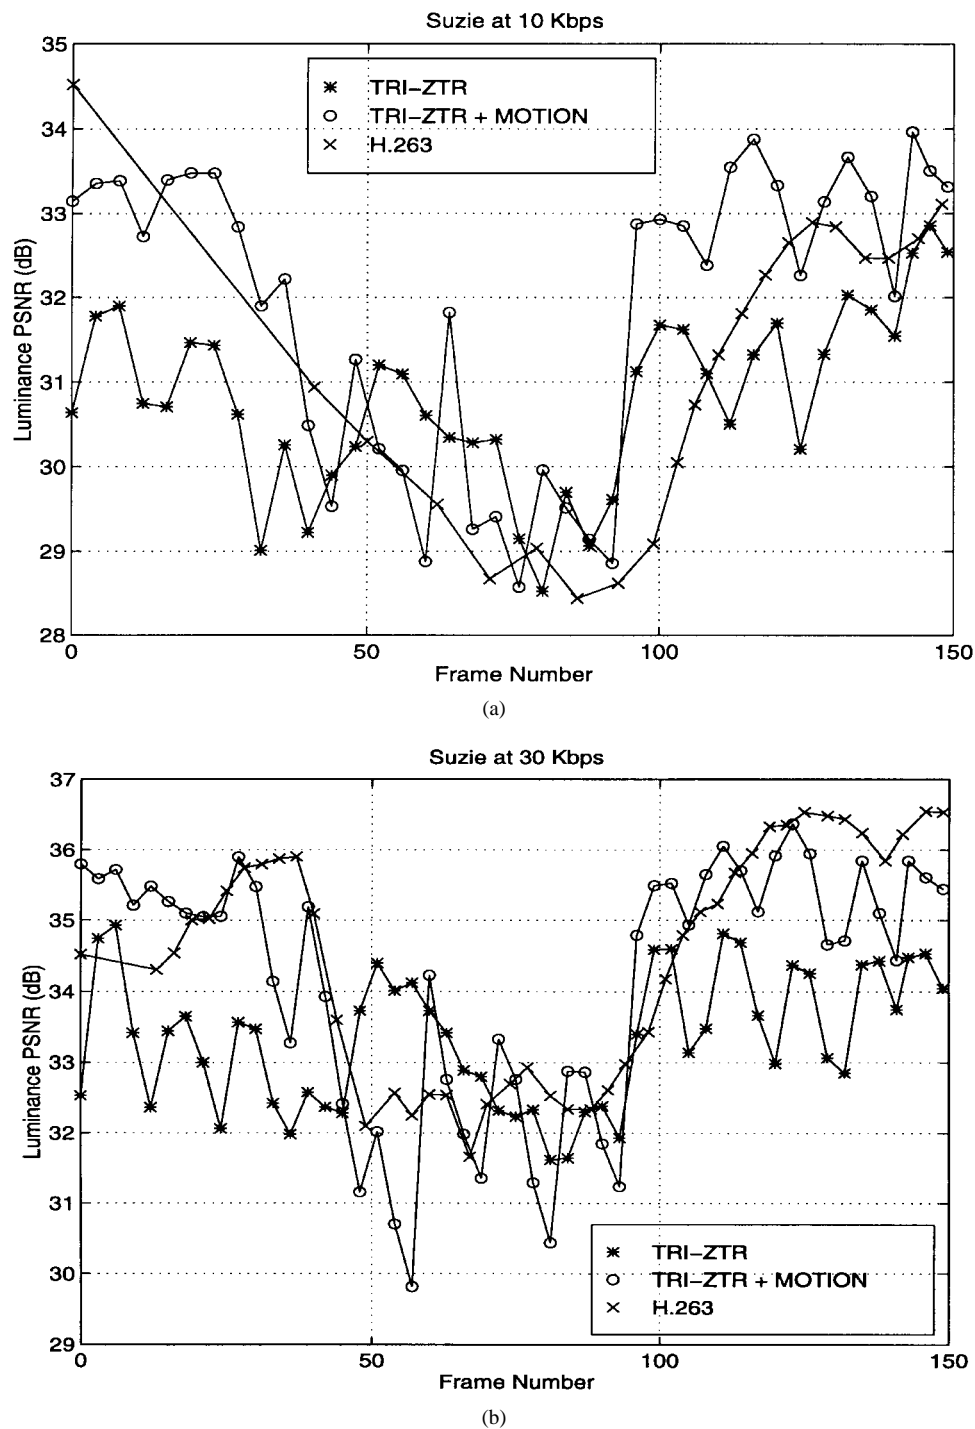 Suzie at 10 Kbps
35
34
33
32
31
30
29
28
Luminance PSNR (dB)
TRI-ZTR
TRI-ZTR + MOTION
H.263
0
50
100
150
Frame Number
(a)
Suzie at 30 Kbps
37
36
35
34
33
32
31
30
29
Luminance PSNR (dB)
TRI-ZTR
TRI-ZTR + MOTION
H.263
0
50
100
150
Frame Number
(b)